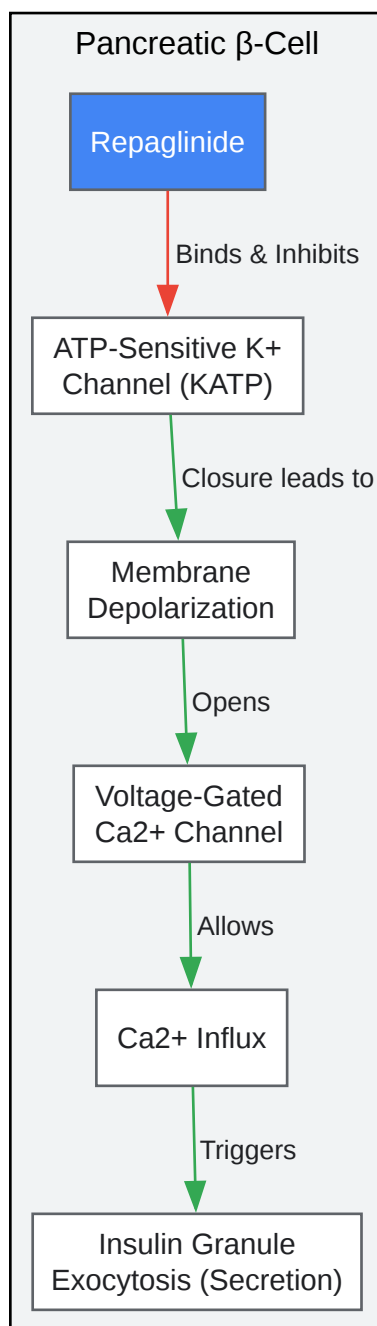 Pancreatic β-Cell
Repaglinide
Binds & Inhibits
ATP-Sensitive K+
Channel (KATP)
Closure leads to
Membrane
Depolarization
Opens
Voltage-Gated
Ca2+ Channel
Allows
Ca2+ Influx
Triggers
Insulin Granule
Exocytosis (Secretion)